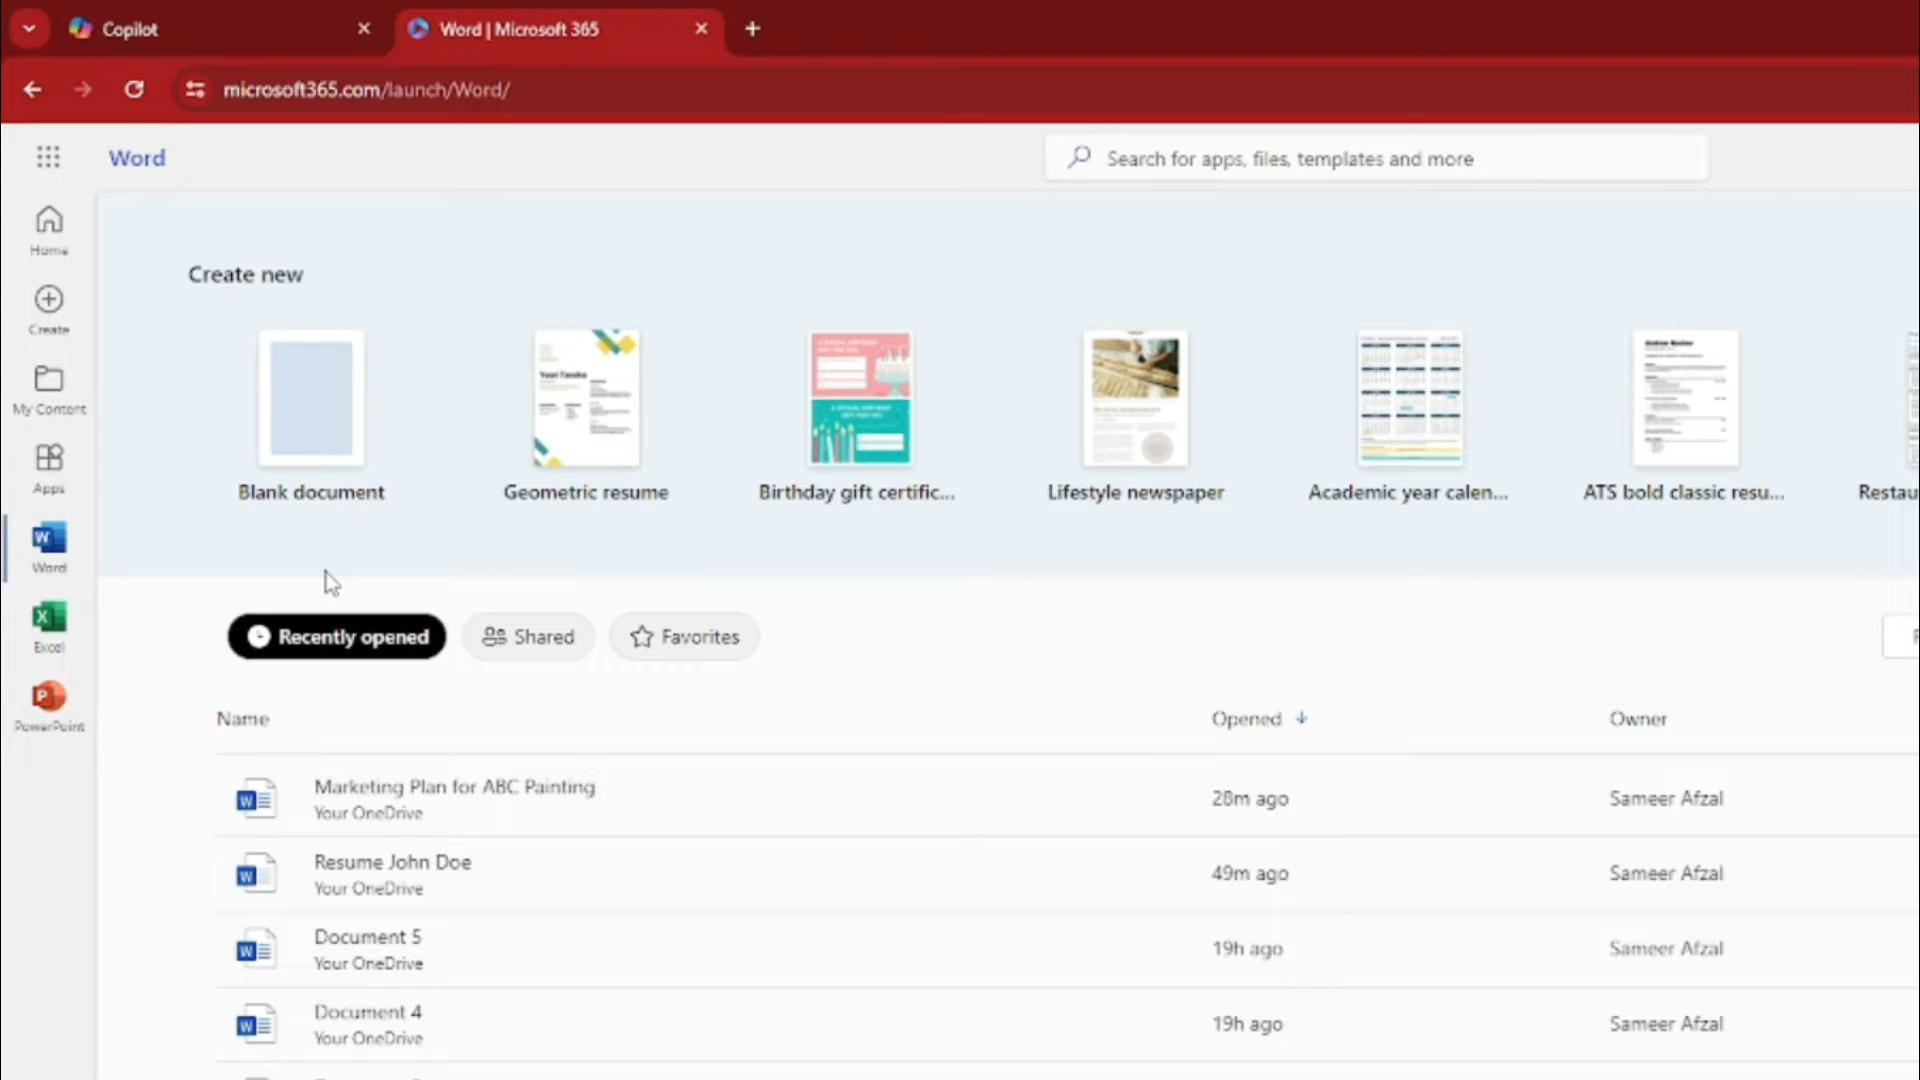 Copilot
Word | Microsoft 365
microsoft365.com/launch/Word/
Word
Search for apps, files, templates and more
Home
Create
My Content
Apps
Word
Excel
PowerPoint
Create new
Blank document
Geometric resume
Birthday gift certific...
Lifestyle newspaper
Academic year calen...
ATS bold classic resu...
Restau
Recently opened
Shared
Favorites
Name
Opened
Owner
Marketing Plan for ABC Painting
Your OneDrive
28m ago
Sameer Afzal
Resume John Doe
Your OneDrive
49m ago
Sameer Afzal
Document 5
Your OneDrive
19h ago
Sameer Afzal
Document 4
Your OneDrive
19h ago
Sameer Afzal